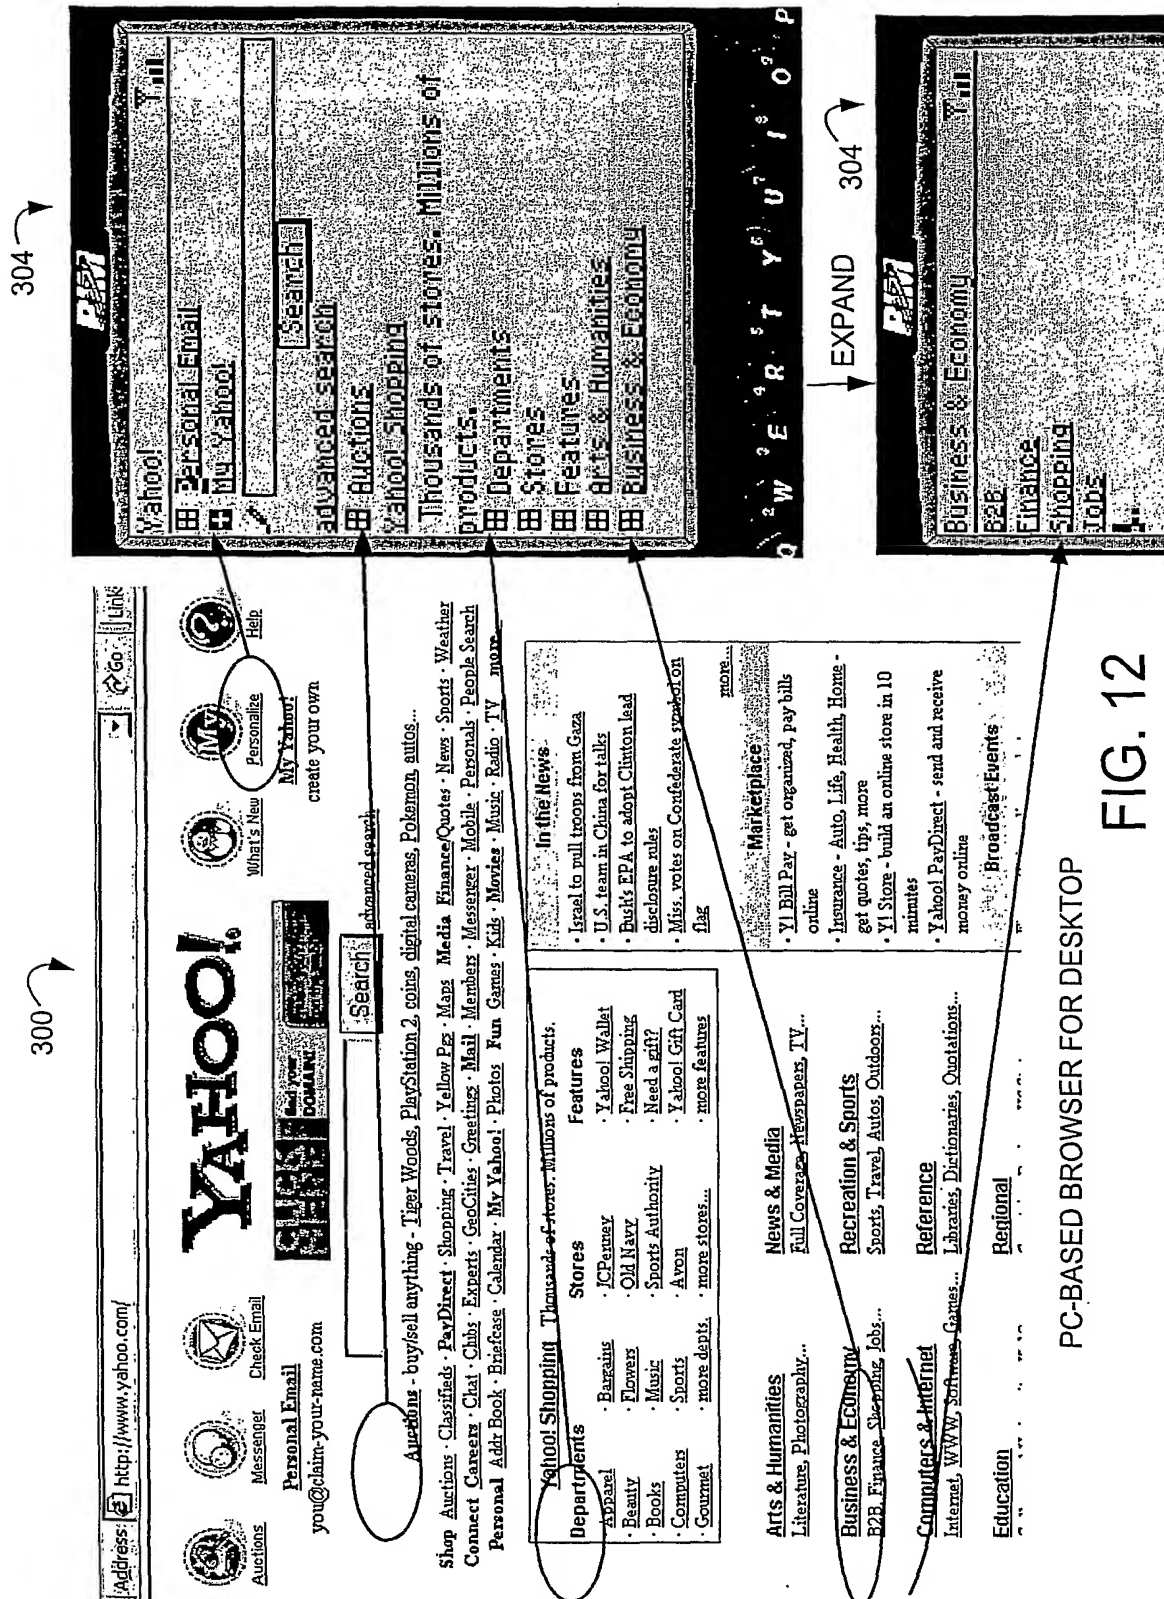 300
Address: http://www.yahoo.com/ Go Link
Auctions Messenger Check Email YAHOO! What's New Personalize Help
Personal Email
you@claim-your-name.com
find your
DOMAIN!
My Yahoo!
create your own
Search advanced search
Auctions - buy/sell anything - Tiger Woods, PlayStation 2, coins, digital cameras, Pokemon, autos...
Shop Auctions · Classifieds · PayDirect · Shopping · Travel · Yellow Pgs · Maps Media Finance/Quotes · News · Sports · Weather
Connect Careers · Chat · Clubs · Experts · GeoCities · Greetings · Mail · Members · Messenger · Mobile · Personals · People Search
Personal Addr Book · Briefcase · Calendar · My Yahoo! · Photos Fun Games · Kids · Movies · Music · Radio · TV more...
Yahoo! Shopping Thousands of stores. Millions of products.
Departments Stores Features
Apparel · Bargains · JCPenney · Yahoo! Wallet
· Beauty · Flowers · Old Navy · Free Shipping
· Books · Music · Sports Authority · Need a gift?
· Computers · Sports · Avon · Yahoo! Gift Card
· Gourmet · more depts. · more stores... · more features
Arts & Humanities
Literature, Photography...
News & Media
Full Coverage, Newspapers, TV...
Business & Economy
B2B, Finance, Shopping, Jobs...
Recreation & Sports
Sports, Travel, Autos, Outdoors...
Computers & Internet
Internet, WWW, Software, Games...
Reference
Libraries, Dictionaries, Quotations...
Education
Regional
In the News
· Israel to pull troops from Gaza
· U.S. team in China for talks
· Bush's EPA to adopt Clinton lead
disclosure rules
· Miss. votes on Confederate symbol on
flag
more...
Marketplace
· Y! Bill Pay - get organized, pay bills
online
· Insurance - Auto, Life, Health, Home -
get quotes, tips, more
· Y! Store - build an online store in 10
minutes
· Yahoo! PayDirect - send and receive
money online
Broadcast Events
PC-BASED BROWSER FOR DESKTOP
304
Yahoo!
Personal Email
My Yahoo!
Search
advanced search
Auctions
Yahoo! Shopping
Thousands of stores. Millions of
products.
Departments
Stores
Features
Arts & Humanities
Business & Economy
Q W E R T Y U I O P
EXPAND
304
Business & Economy
B2B
Finance
Shopping
Jobs
FIG. 12